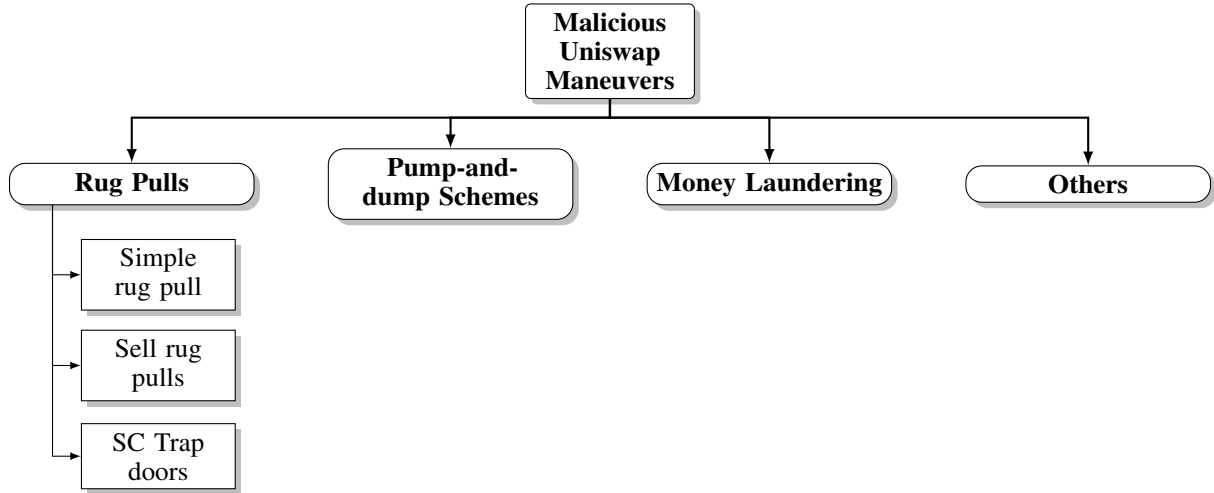 Malicious
Uniswap
Maneuvers
Rug Pulls
Pump-and-
dump Schemes
Money Laundering
Others
Simple
rug pull
Sell rug
pulls
SC Trap
doors